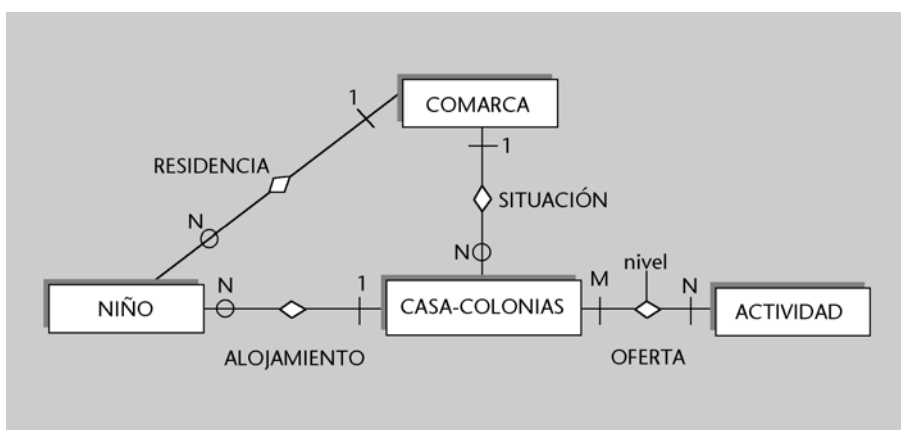 COMARCA
1
1
RESIDENCIA
SITUACIÓN
N
N
NIÑO
N
1
CASA-COLONIAS
M
nivel
N
ACTIVIDAD
ALOJAMIENTO
OFERTA